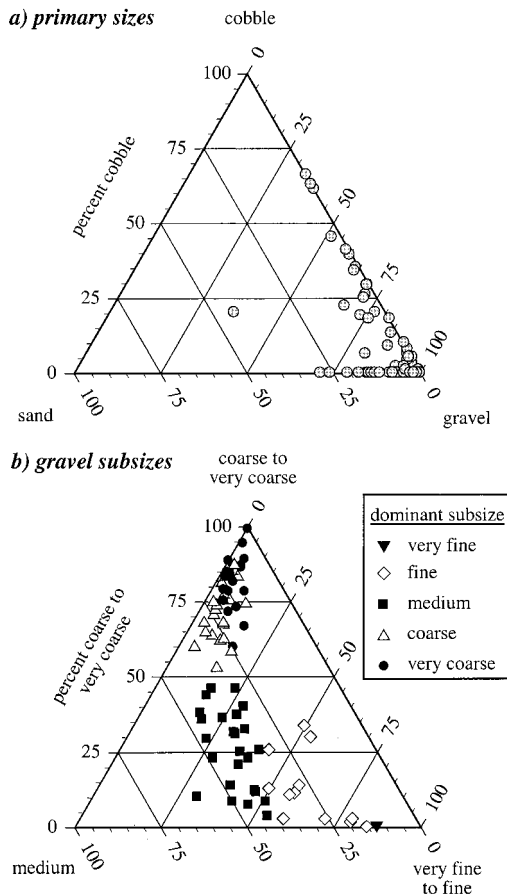 a) primary sizes
cobble
0
100
25
75
percent cobble
50
50
75
25
100
0
sand
100
75
50
25
0
gravel
b) gravel subsizes
coarse to
very coarse
0
100
25
75
percent coarse to
very coarse
50
50
75
25
100
0
medium
100
75
50
25
0
very fine
to fine
dominant subsize
very fine
fine
medium
coarse
very coarse